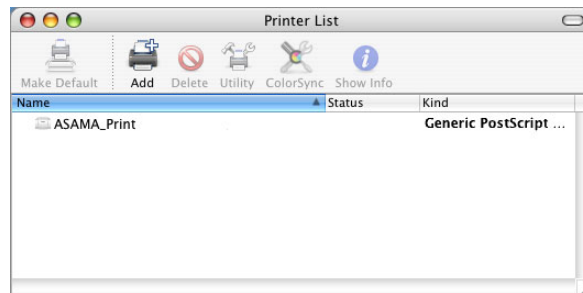 Printer List
Make Default Add Delete Utility ColorSync Show Info
Name Status Kind
ASAMA_Print Generic PostScript ...